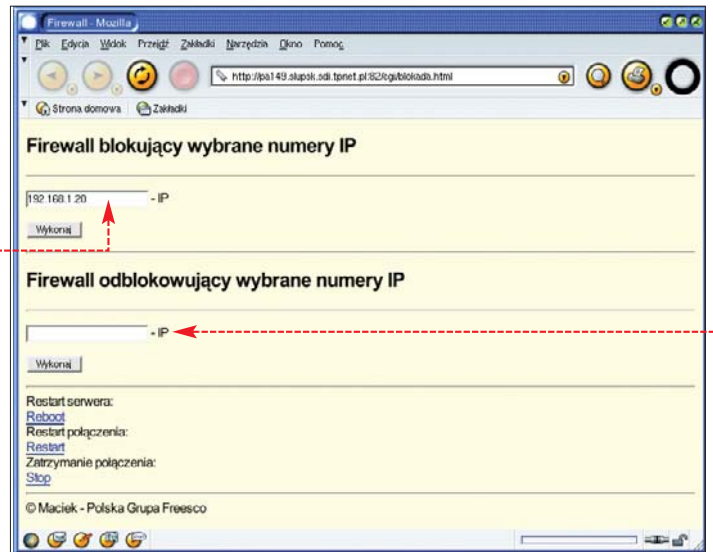 Firewall - Mozilla
Plik Edycja Widok Przejdź Zakładki Narzędzia Okno Pomoc
http://pa149.slupsk.sdi.tpnet.pl:82/cgi/blokada.html
Strona domowa Zakładki
Firewall blokujący wybrane numery IP
192.168.1.20 - IP
Wykonaj
Firewall odblokowujący wybrane numery IP
- IP
Wykonaj
Restart serwera:
Reboot
Restart połączenia:
Restart
Zatrzymanie połączenia:
Stop
© Maciek - Polska Grupa Freesco